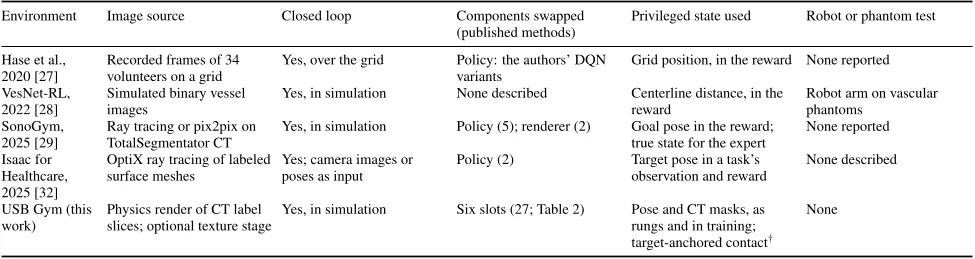 Environment Image source Closed loop Components swapped Privileged state used Robot or phantom test
(published methods)
Hase et al., Recorded frames of 34 Yes, over the grid Policy: the authors' DQN Grid position, in the reward None reported
2020 [27] volunteers on a grid variants
VesNet-RL, Simulated binary vessel Yes, in simulation None described Centerline distance, in the Robot arm on vascular
2022 [28] images reward phantoms
SonoGym, Ray tracing or pix2pix on Yes, in simulation Policy (5); renderer (2) Goal pose in the reward; None reported
2025 [29] TotalSegmentator CT true state for the expert
Isaac for OptiX ray tracing of labeled Yes; camera images or Policy (2) Target pose in a task's None described
Healthcare, surface meshes poses as input observation and reward
2025 [32]
USB Gym (this Physics render of CT label Yes, in simulation Six slots (27; Table 2) Pose and CT masks, as None
work) slices; optional texture stage rungs and in training;
target-anchored contact†